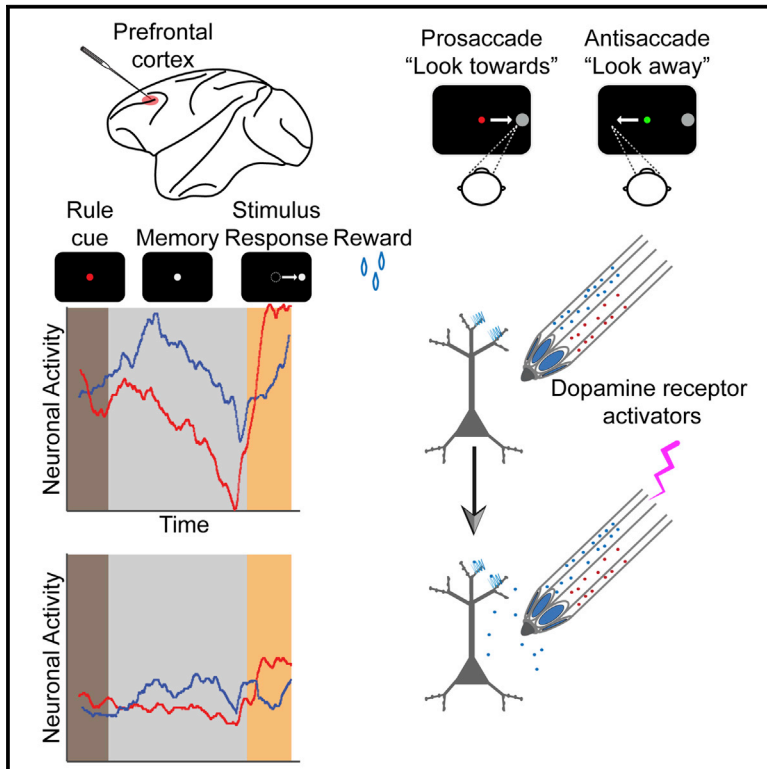 Prefrontal
cortex
Prosaccade
"Look towards"
Antisaccade
"Look away"
Rule
cue
Memory
Stimulus
Response
Reward
Neuronal Activity
Time
Neuronal Activity
Dopamine receptor
activators